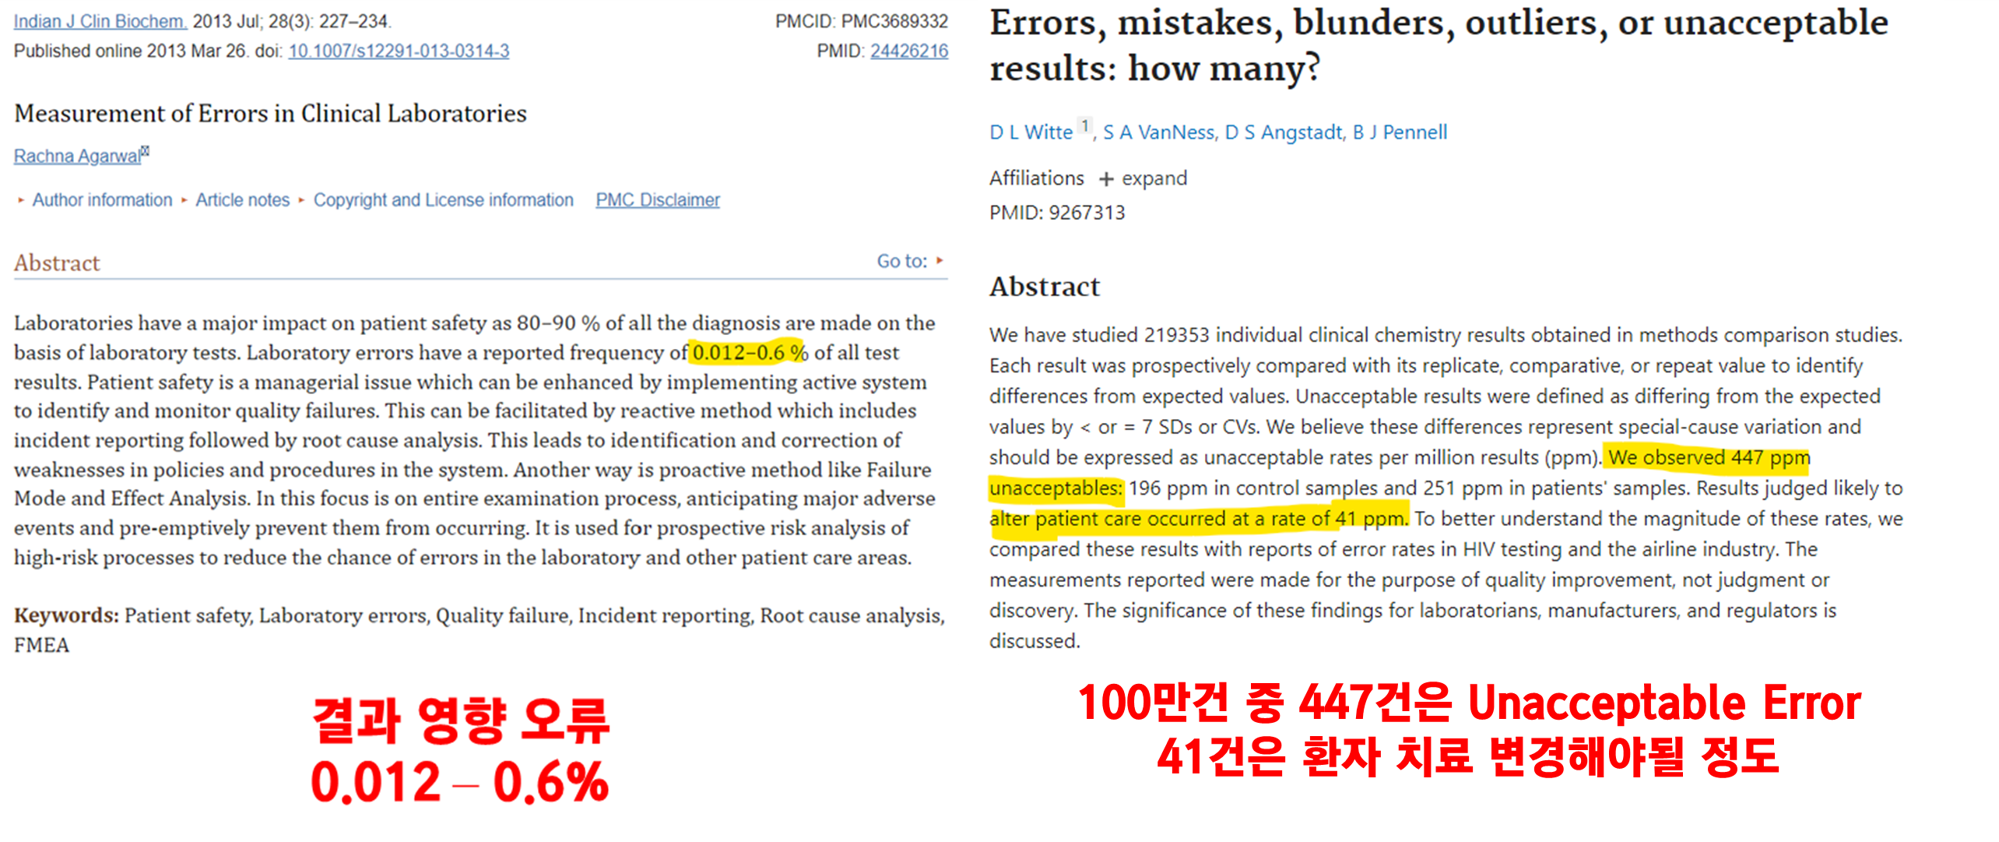 Indian J Clin Biochem. 2013 Jul; 28(3): 227–234.
PMCID: PMC3689332
Published online 2013 Mar 26. doi: 10.1007/s12291-013-0314-3
PMID: 24426216
Measurement of Errors in Clinical Laboratories
Rachna Agarwal
Author information ▸ Article notes ▸ Copyright and License information PMC Disclaimer
Abstract
Go to:
Laboratories have a major impact on patient safety as 80–90 % of all the diagnosis are made on the
basis of laboratory tests. Laboratory errors have a reported frequency of 0.012–0.6 % of all test
results. Patient safety is a managerial issue which can be enhanced by implementing active system
to identify and monitor quality failures. This can be facilitated by reactive method which includes
incident reporting followed by root cause analysis. This leads to identification and correction of
weaknesses in policies and procedures in the system. Another way is proactive method like Failure
Mode and Effect Analysis. In this focus is on entire examination process, anticipating major adverse
events and pre-emptively prevent them from occurring. It is used for prospective risk analysis of
high-risk processes to reduce the chance of errors in the laboratory and other patient care areas.
Keywords: Patient safety, Laboratory errors, Quality failure, Incident reporting, Root cause analysis,
FMEA
결과 영향 오류
0.012 – 0.6%
Errors, mistakes, blunders, outliers, or unacceptable
results: how many?
D L Witte 1, S A VanNess, D S Angstadt, B J Pennell
Affiliations + expand
PMID: 9267313
Abstract
We have studied 219353 individual clinical chemistry results obtained in methods comparison studies.
Each result was prospectively compared with its replicate, comparative, or repeat value to identify
differences from expected values. Unacceptable results were defined as differing from the expected
values by < or = 7 SDs or CVs. We believe these differences represent special-cause variation and
should be expressed as unacceptable rates per million results (ppm). We observed 447 ppm
unacceptables: 196 ppm in control samples and 251 ppm in patients' samples. Results judged likely to
alter patient care occurred at a rate of 41 ppm. To better understand the magnitude of these rates, we
compared these results with reports of error rates in HIV testing and the airline industry. The
measurements reported were made for the purpose of quality improvement, not judgment or
discovery. The significance of these findings for laboratorians, manufacturers, and regulators is
discussed.
100만건 중 447건은 Unacceptable Error
41건은 환자 치료 변경해야될 정도